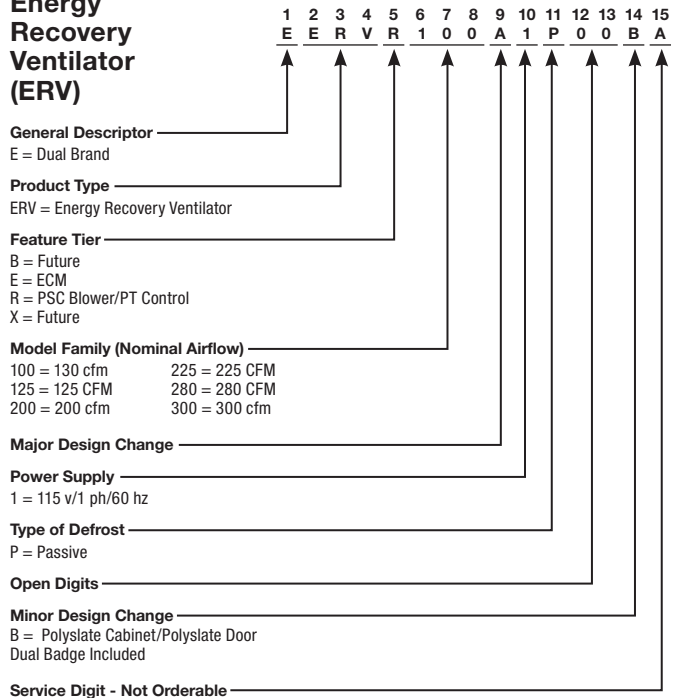 Energy
Recovery
Ventilator
(ERV)
1 2 3 4 5 6 7 8 9 10 11 12 13 14 15
E E R V R 1 0 0 A 1 P 0 0 B A
General Descriptor
E = Dual Brand
Product Type
ERV = Energy Recovery Ventilator
Feature Tier
B = Future
E = ECM
R = PSC Blower/PT Control
X = Future
Model Family (Nominal Airflow)
100 = 130 cfm 225 = 225 CFM
125 = 125 CFM 280 = 280 CFM
200 = 200 cfm 300 = 300 cfm
Major Design Change
Power Supply
1 = 115 v/1 ph/60 hz
Type of Defrost
P = Passive
Open Digits
Minor Design Change
B = Polyslate Cabinet/Polyslate Door
Dual Badge Included
Service Digit - Not Orderable